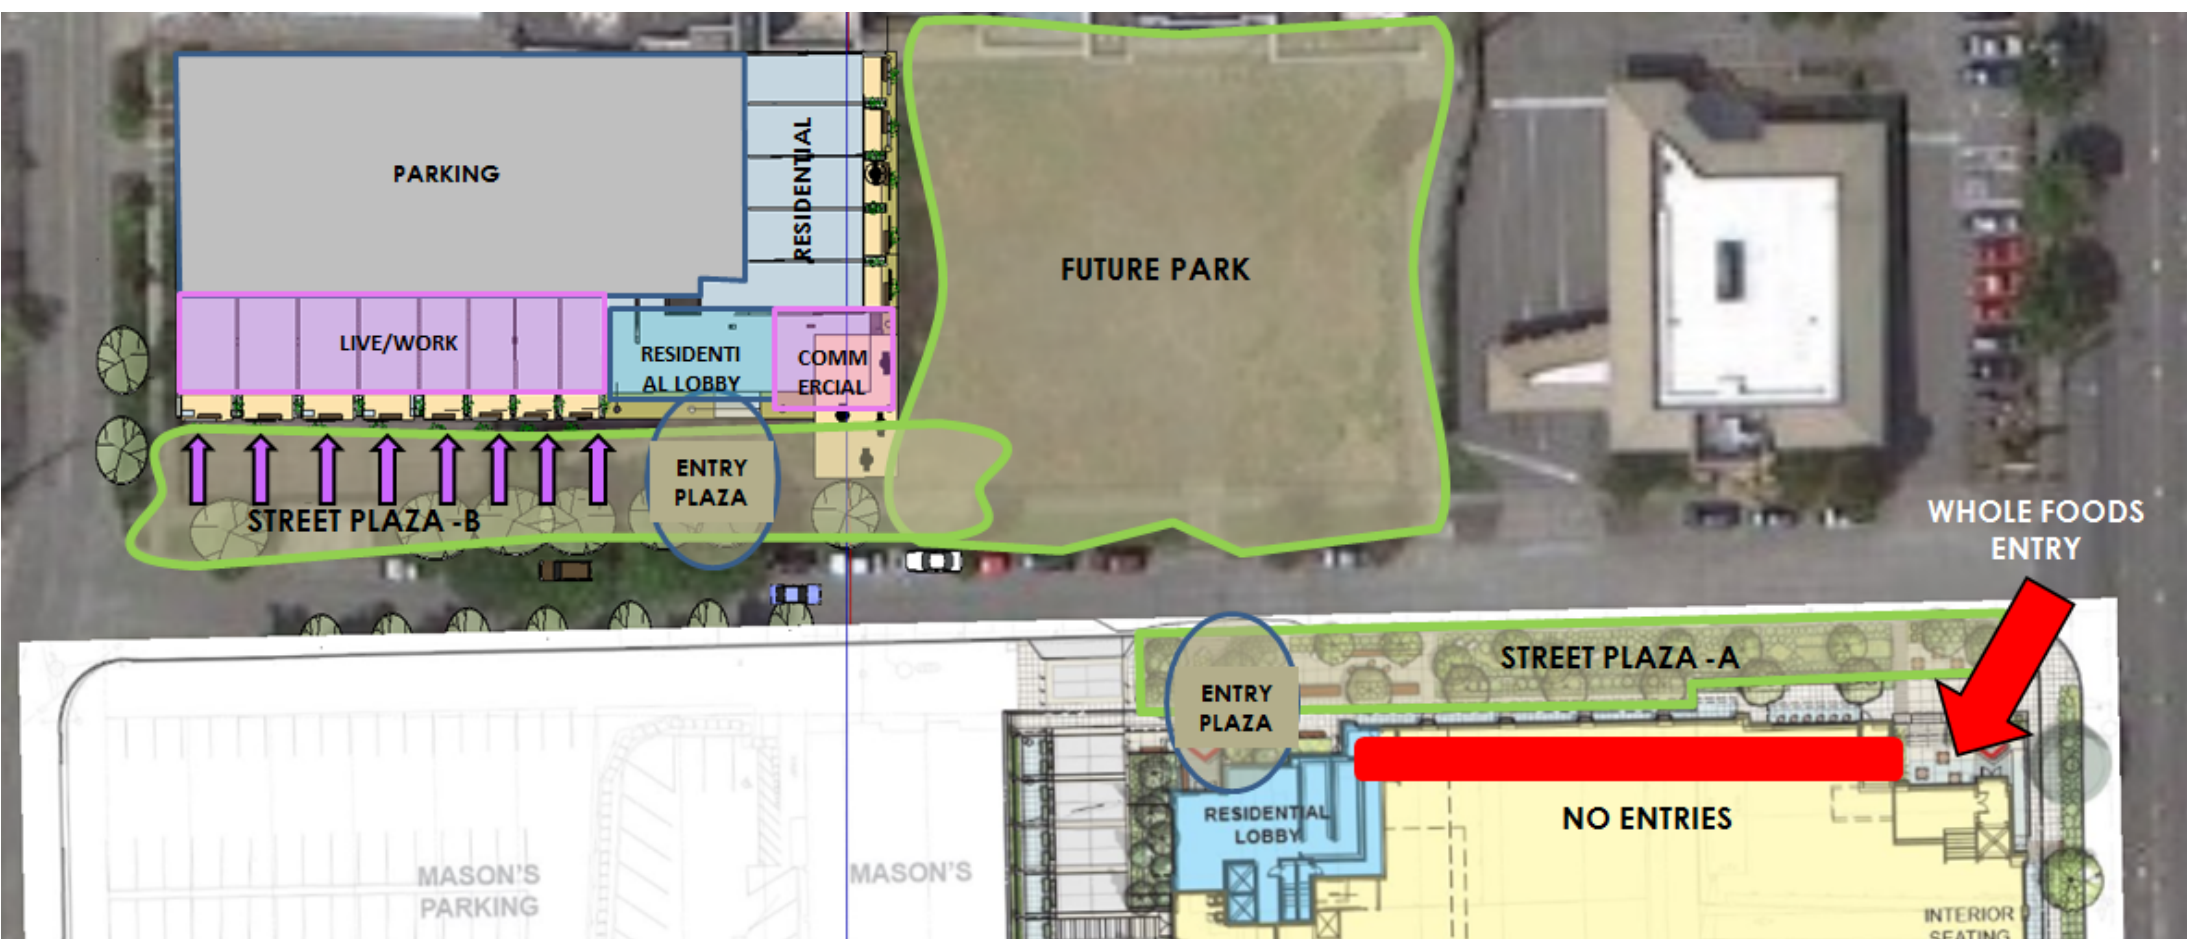 PARKING
RESIDENTIAL
FUTURE PARK
LIVE/WORK
RESIDENTI
AL LOBBY
COMM
ERCIAL
ENTRY
PLAZA
STREET PLAZA -B
WHOLE FOODS
ENTRY
STREET PLAZA -A
ENTRY
PLAZA
RESIDENTIAL
LOBBY
NO ENTRIES
MASON'S
PARKING
MASON'S
INTERIOR
SEATING